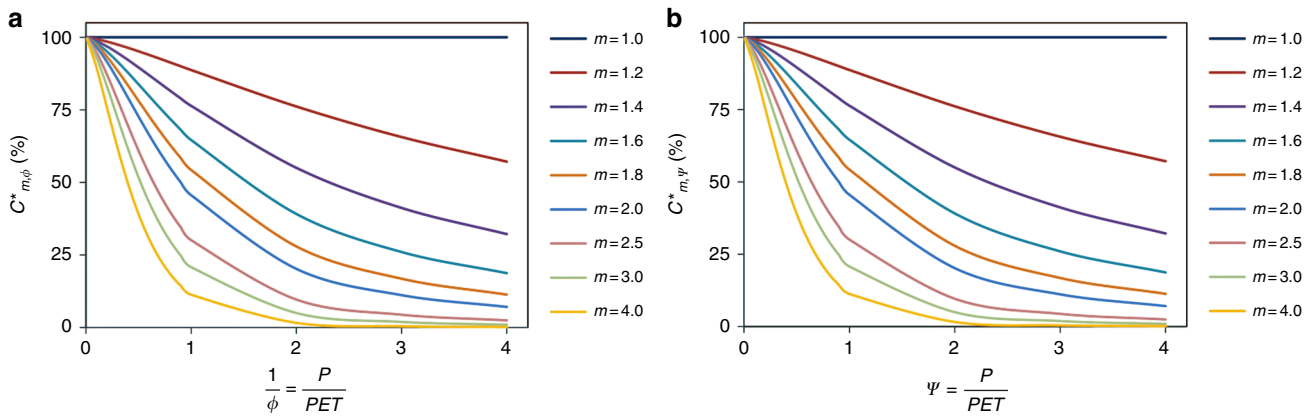 a
C*m,ϕ (%)
100
75
50
25
0
0 1 2 3 4
1/ϕ = P/PET
m = 1.0
m = 1.2
m = 1.4
m = 1.6
m = 1.8
m = 2.0
m = 2.5
m = 3.0
m = 4.0
b
C*m,Ψ (%)
100
75
50
25
0
0 1 2 3 4
Ψ = P/PET
m = 1.0
m = 1.2
m = 1.4
m = 1.6
m = 1.8
m = 2.0
m = 2.5
m = 3.0
m = 4.0